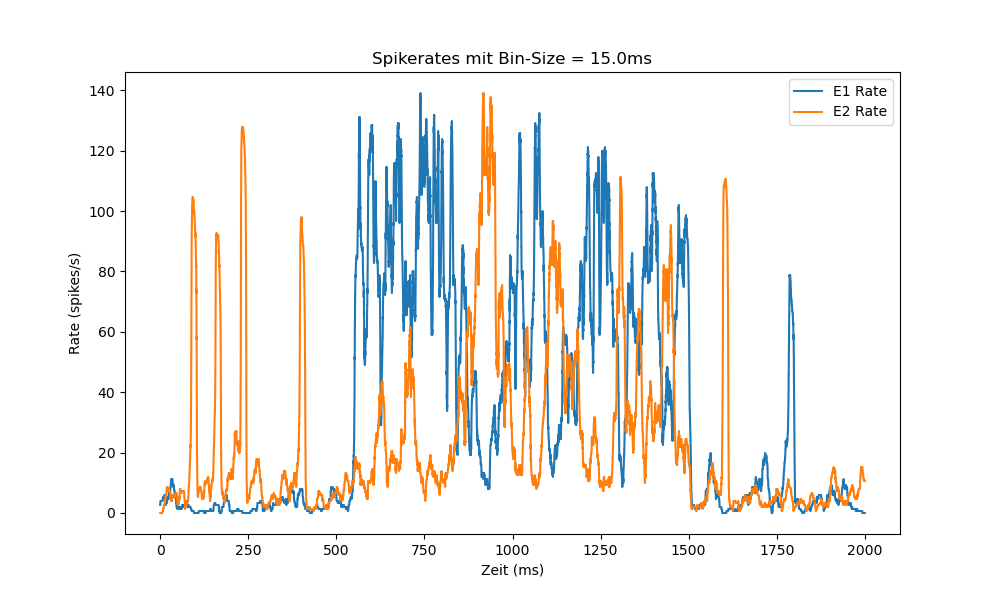 Spikerates mit Bin-Size = 15.0ms
E1 Rate
E2 Rate
Rate (spikes/s)
140
120
100
80
60
40
20
0
0 250 500 750 1000 1250 1500 1750 2000
Zeit (ms)